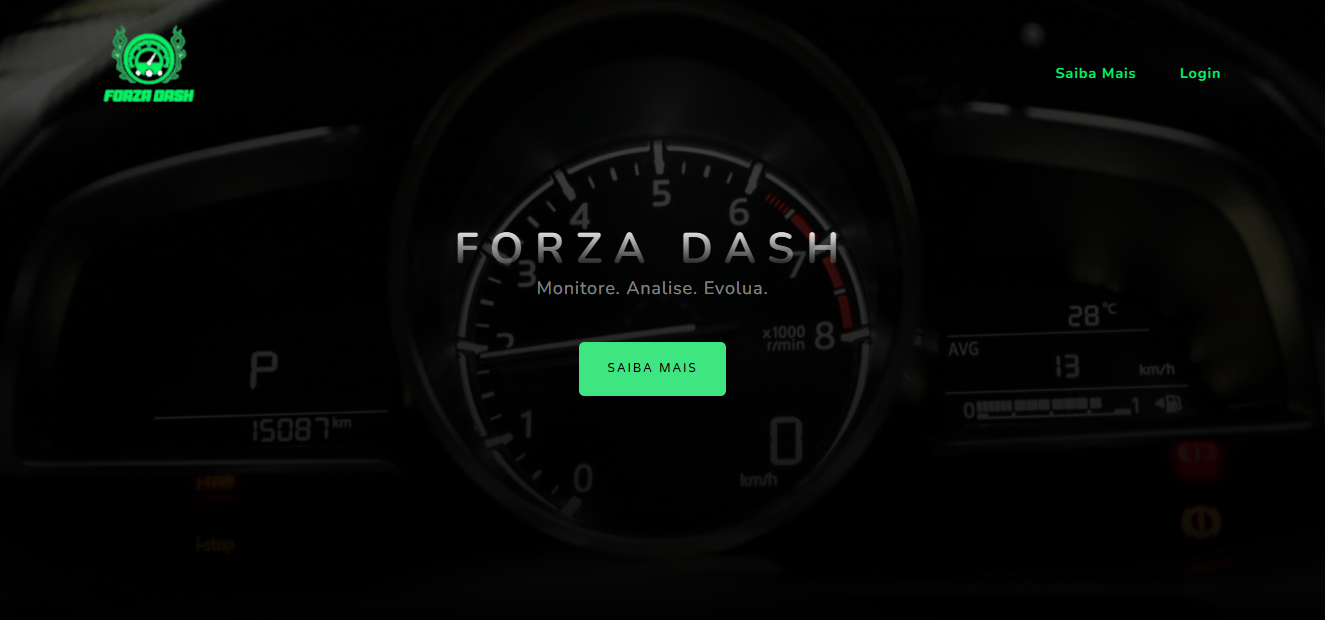 FORZA DASH
Saiba Mais
Login
FORZA DASH
Monitore. Analise. Evolua.
SAIBA MAIS
5
4
6
3
7
2
x1000
r/min
8
1
0
0
km/h
P
15087 km
28 °C
AVG
13 km/h
0 1
i-stop